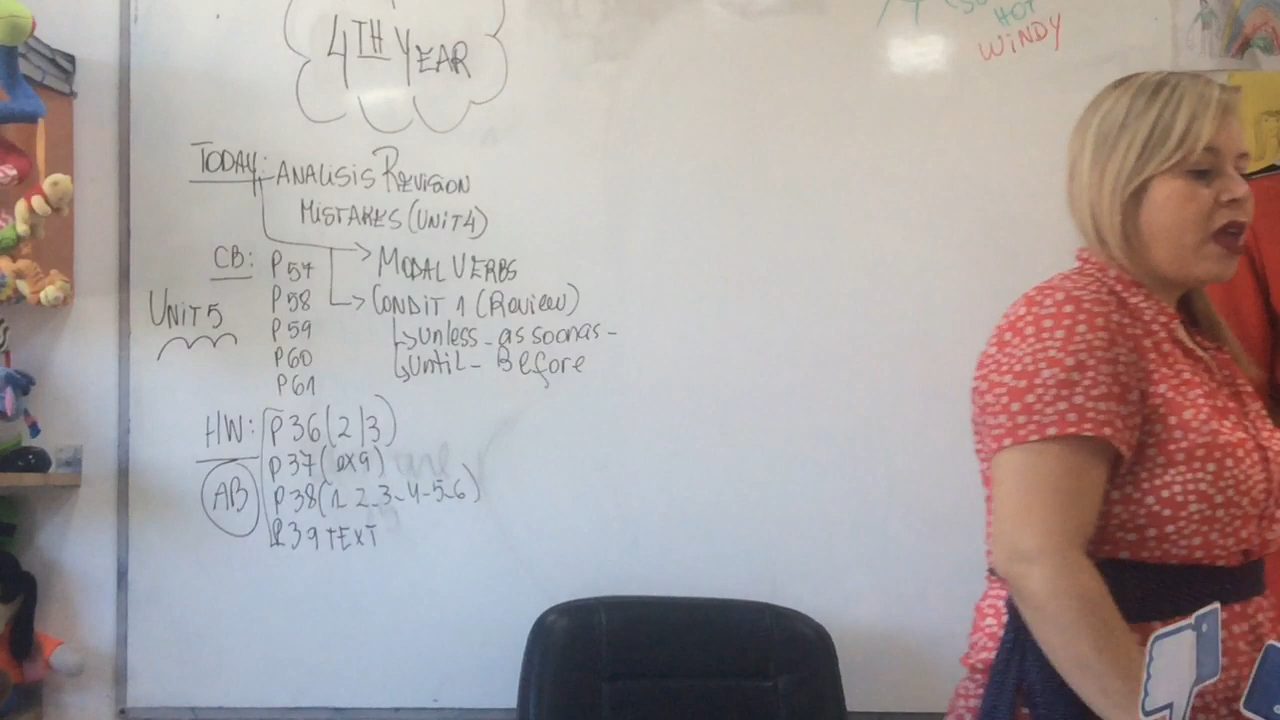 4TH YEAR
HOT
WINDY
TODAY: ANALISIS REVISION
MISTAKES (UNIT 4)
CB: P57 → MODAL VERBS
UNIT 5 P58 → CONDIT 1 (Review)
P59 ↳ unless - as soon as -
P60 ↳ until - Before
P61
HW: P36 (2/3)
P37 (ex9)
AB P38 (1-2-3-4-5-6)
P39 TEXT